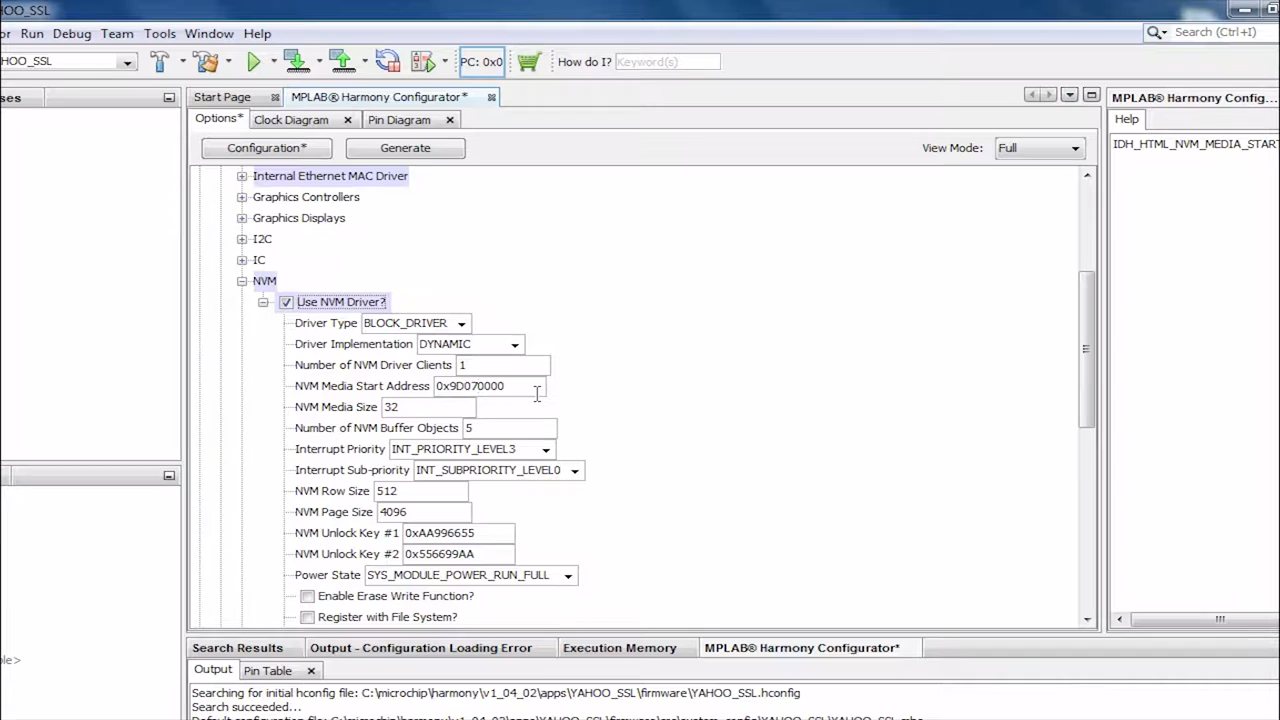 HOO_SSL
or Run Debug Team Tools Window Help Search (Ctrl+I)
HOO_SSL PC: 0x0 How do I? Keyword(s)
ses Start Page MPLAB® Harmony Configurator* MPLAB® Harmony Config...
Options* Clock Diagram Pin Diagram Help
Configuration* Generate View Mode: Full IDH_HTML_NVM_MEDIA_START
Internal Ethernet MAC Driver
Graphics Controllers
Graphics Displays
I2C
IC
NVM
Use NVM Driver?
Driver Type BLOCK_DRIVER
Driver Implementation DYNAMIC
Number of NVM Driver Clients 1
NVM Media Start Address 0x9D070000
NVM Media Size 32
Number of NVM Buffer Objects 5
Interrupt Priority INT_PRIORITY_LEVEL3
Interrupt Sub-priority INT_SUBPRIORITY_LEVEL0
NVM Row Size 512
NVM Page Size 4096
NVM Unlock Key #1 0xAA996655
NVM Unlock Key #2 0x556699AA
Power State SYS_MODULE_POWER_RUN_FULL
Enable Erase Write Function?
Register with File System?
Search Results Output - Configuration Loading Error Execution Memory MPLAB® Harmony Configurator*
ple> Output Pin Table
Searching for initial hconfig file: C:\microchip\harmony\v1_04_02\apps\YAHOO_SSL\firmware\YAHOO_SSL.hconfig
Search succeeded...